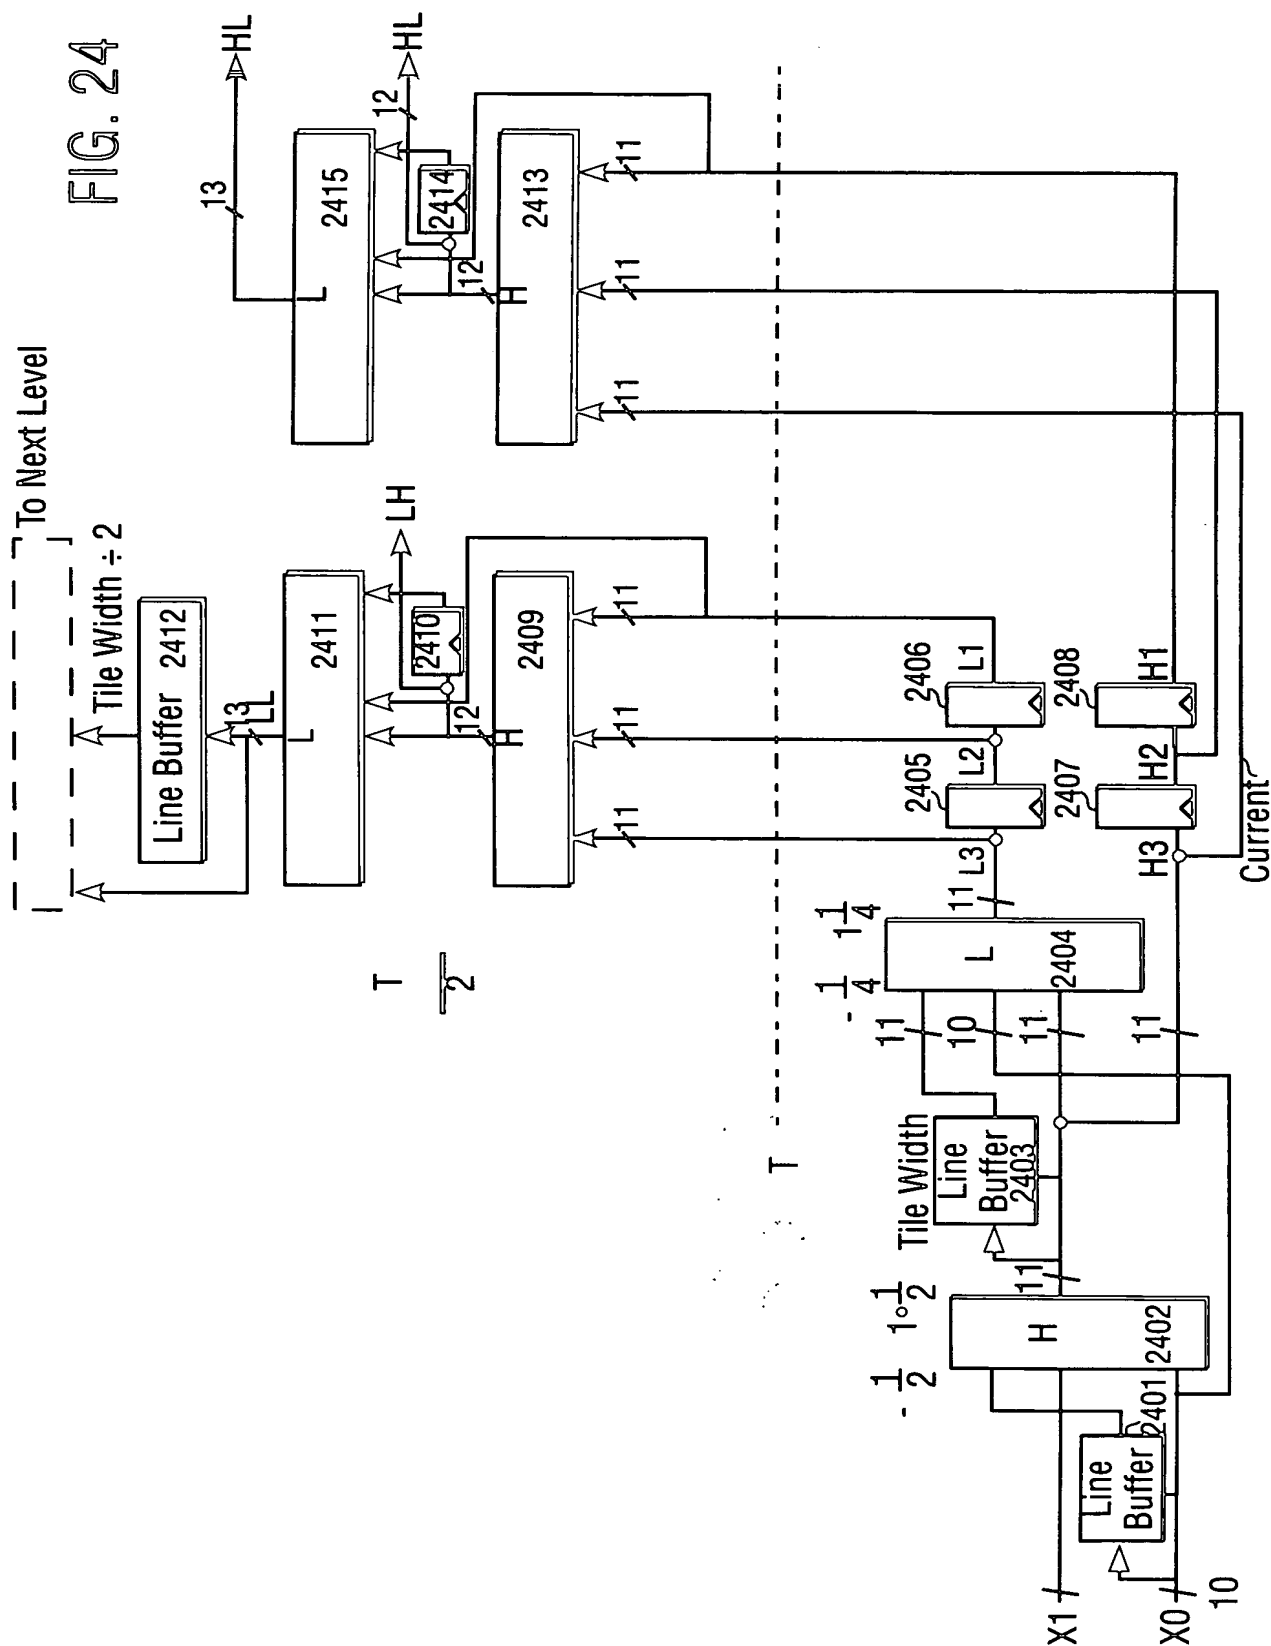 FIG. 24
To Next Level
Tile Width ÷ 2
Line Buffer 2412
13
LL
L
2411
LH
2410
12
H
2409
11
11
11
13
HL
L
2415
12
HL
2414
12
H
2413
11
11
11
T
2
T
X1
X0
10
Line
Buffer
2401
- 1/2
1
1/2
H
2402
11
Tile Width
Line
Buffer
2403
11
10
11
11
- 1/4
1 1/4
L
2404
11
L3
2405
L2
2406
L1
H3
2407
H2
2408
H1
Current